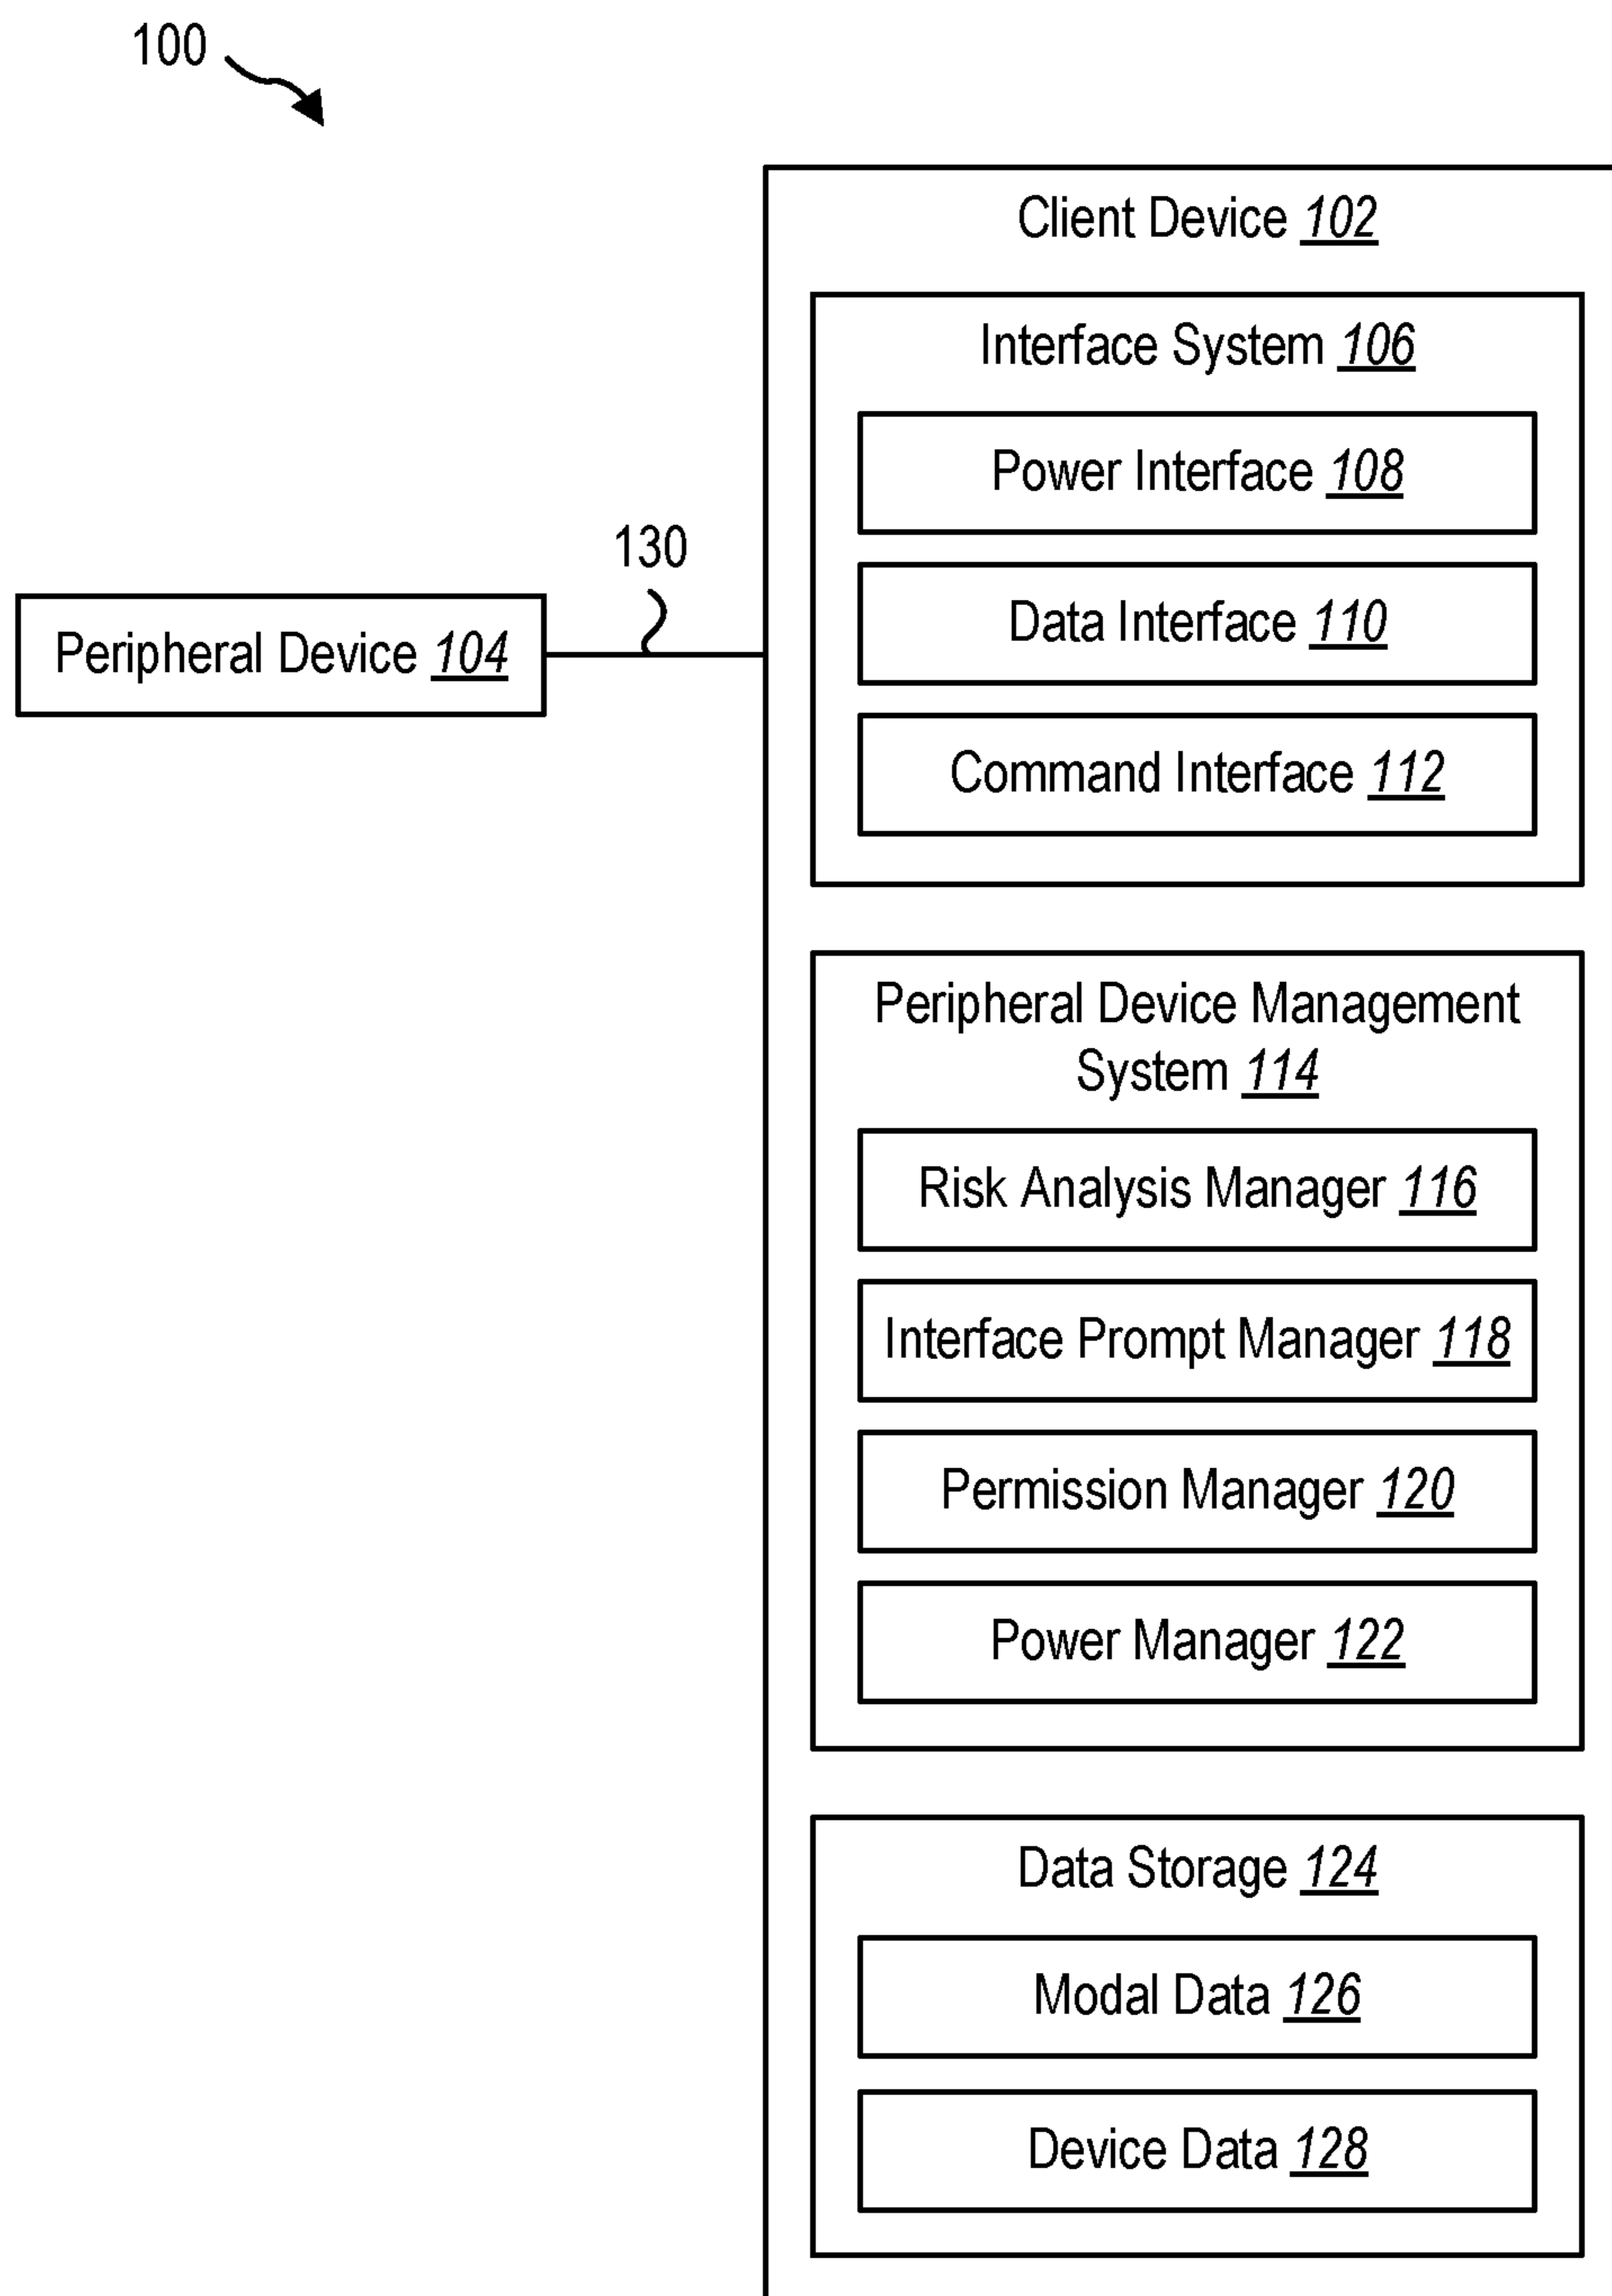 100
Client Device 102
Interface System 106
Power Interface 108
130
Data Interface 110
Peripheral Device 104
Command Interface 112
Peripheral Device Management
System 114
Risk Analysis Manager 116
Interface Prompt Manager 118
Permission Manager 120
Power Manager 122
Data Storage 124
Modal Data 126
Device Data 128